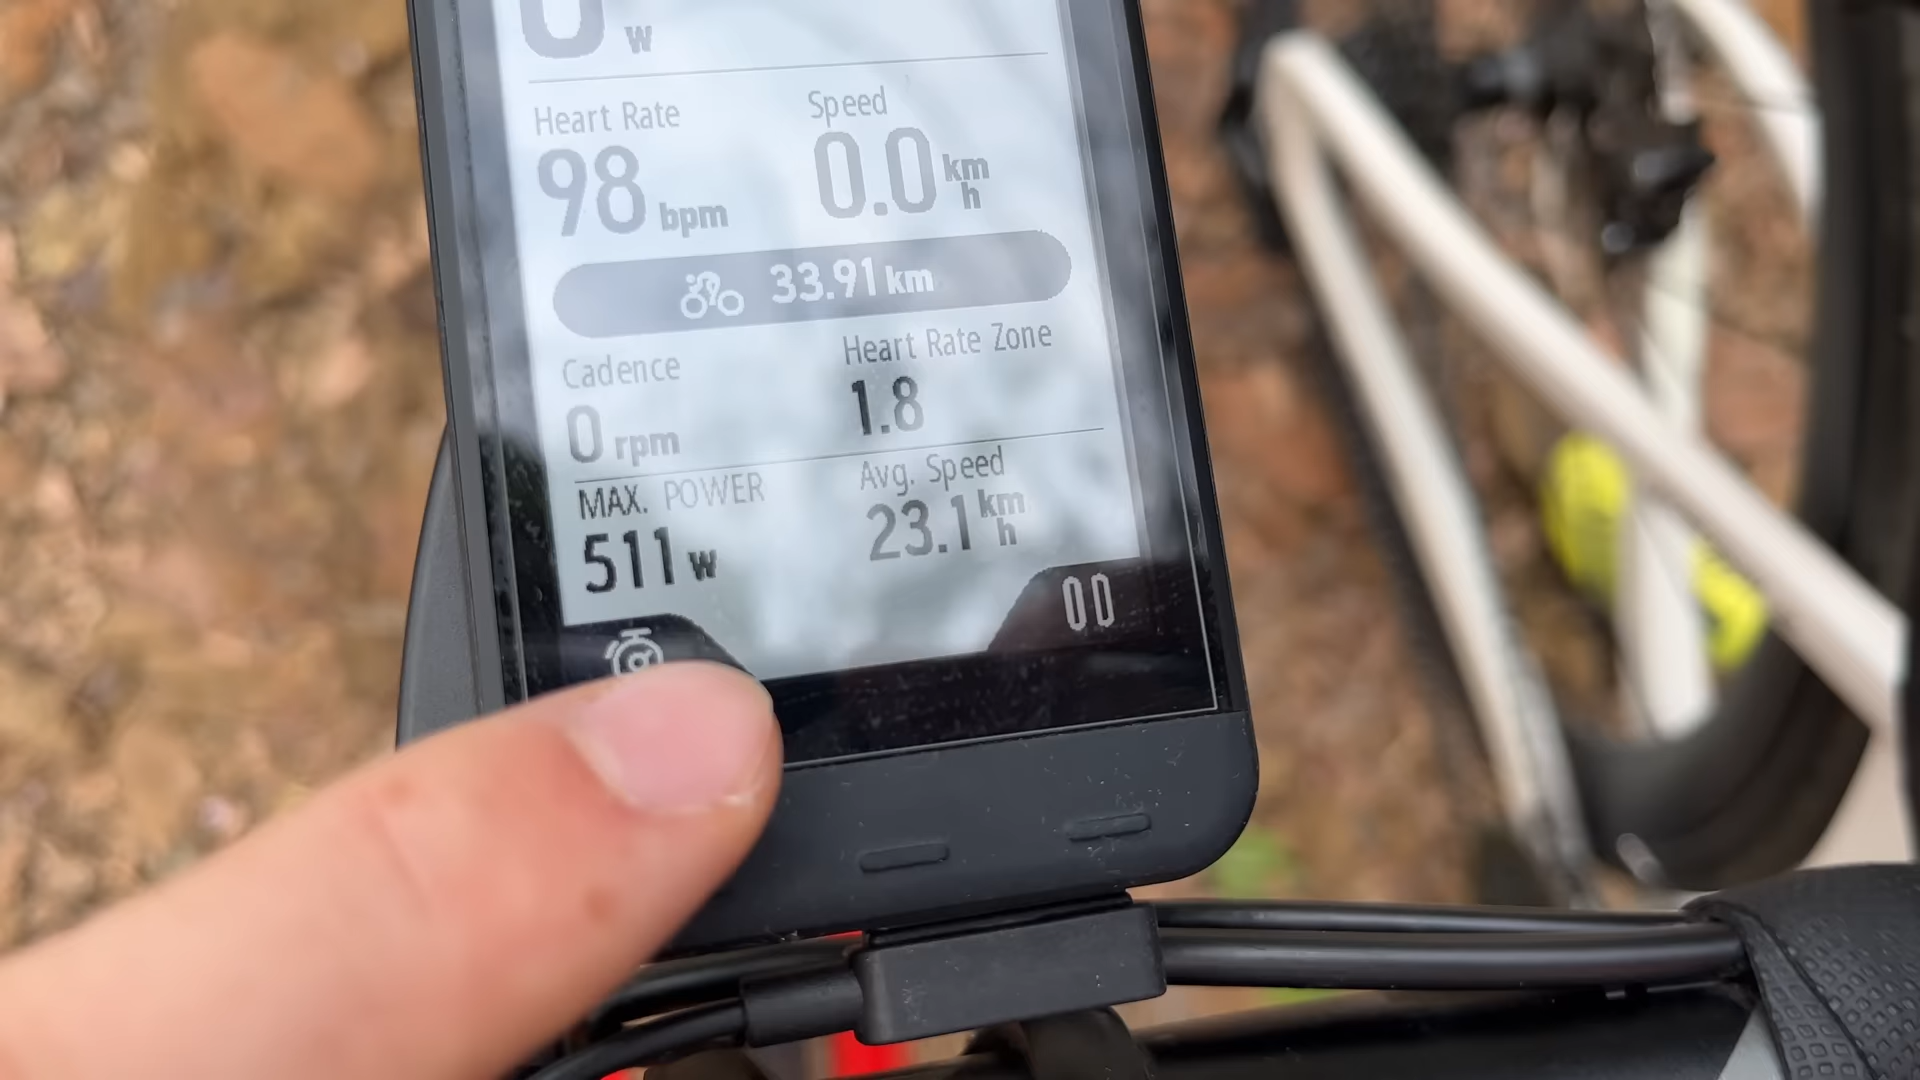 0 w
Heart Rate Speed
98 bpm 0.0 km/h
33.91 km
Cadence Heart Rate Zone
0 rpm 1.8
MAX. POWER Avg. Speed
511 w 23.1 km/h